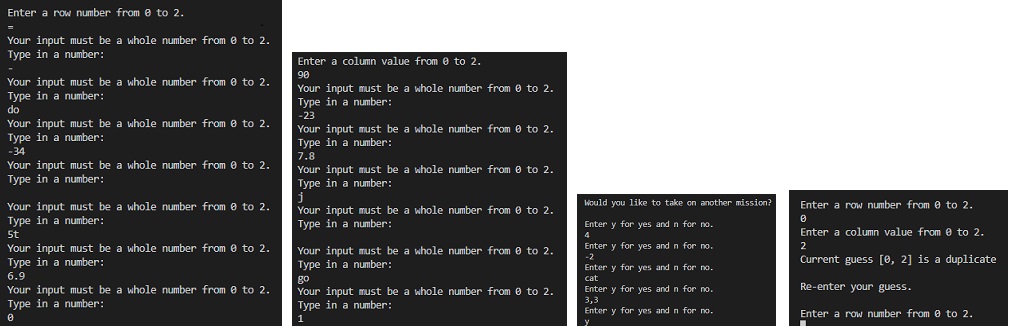 Enter a row number from 0 to 2.
=
Your input must be a whole number from 0 to 2.
Type in a number:
-
Your input must be a whole number from 0 to 2.
Type in a number:
do
Your input must be a whole number from 0 to 2.
Type in a number:
-34
Your input must be a whole number from 0 to 2.
Type in a number:
Your input must be a whole number from 0 to 2.
Type in a number:
5t
Your input must be a whole number from 0 to 2.
Type in a number:
6.9
Your input must be a whole number from 0 to 2.
Type in a number:
0
Enter a column value from 0 to 2.
90
Your input must be a whole number from 0 to 2.
Type in a number:
-23
Your input must be a whole number from 0 to 2.
Type in a number:
7.8
Your input must be a whole number from 0 to 2.
Type in a number:
j
Your input must be a whole number from 0 to 2.
Type in a number:
Your input must be a whole number from 0 to 2.
Type in a number:
go
Your input must be a whole number from 0 to 2.
Type in a number:
1
Would you like to take on another mission?
Enter y for yes and n for no.
4
Enter y for yes and n for no.
-2
Enter y for yes and n for no.
cat
Enter y for yes and n for no.
3,3
Enter y for yes and n for no.
y
Enter a row number from 0 to 2.
0
Enter a column value from 0 to 2.
2
Current guess [0, 2] is a duplicate
Re-enter your guess.
Enter a row number from 0 to 2.